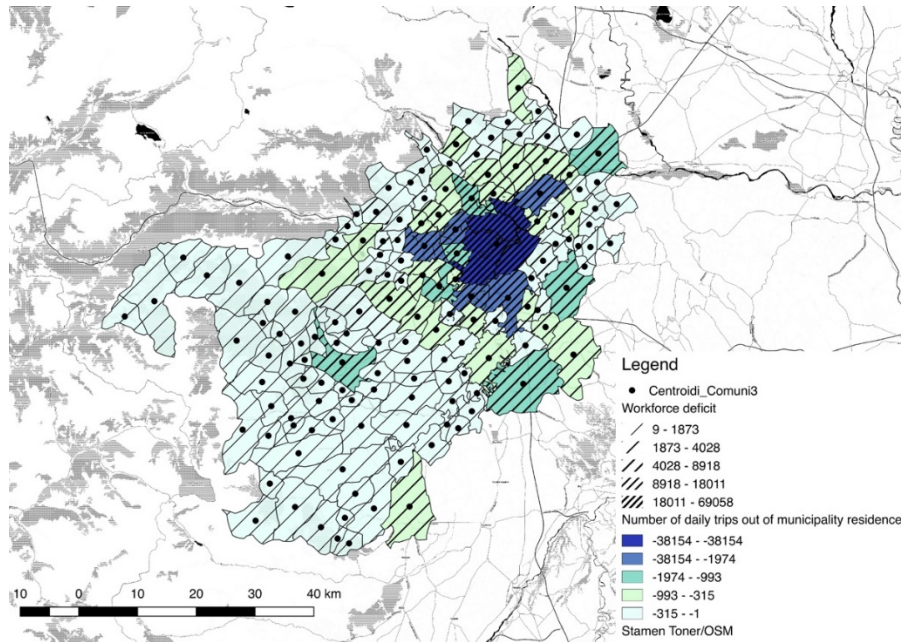 Legend
Centroidi_Comuni3
Workforce deficit
9 - 1873
1873 - 4028
4028 - 8918
8918 - 18011
18011 - 69058
Number of daily trips out of municipality residence
-38154 - -38154
-38154 - -1974
-1974 - -993
-993 - -315
-315 - -1
Stamen Toner/OSM
10 0 10 20 30 40 km